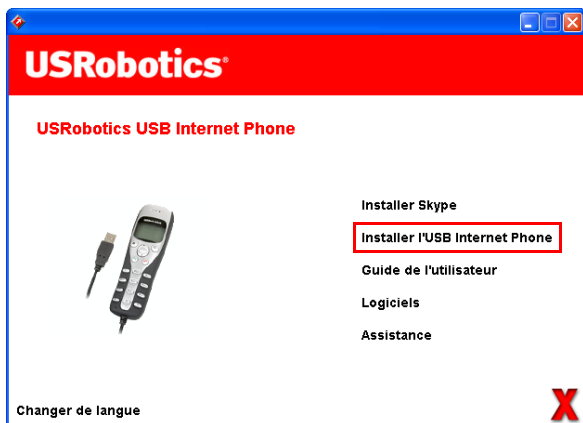 USRobotics®
USRobotics USB Internet Phone
Installer Skype
Installer l'USB Internet Phone
Guide de l'utilisateur
Logiciels
Assistance
Changer de langue
X